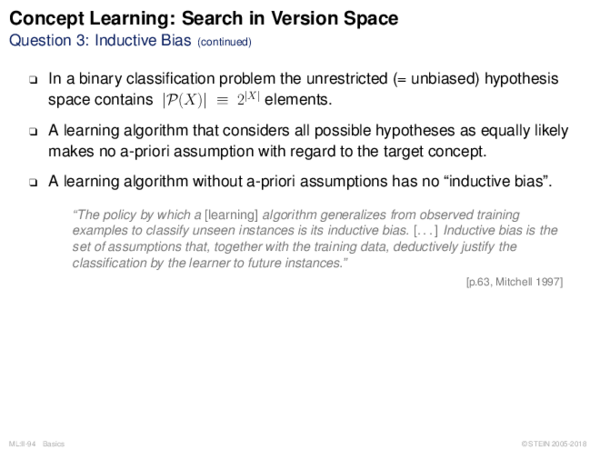 Concept Learning: Search in Version Space
Question 3: Inductive Bias (continued)
❑ In a binary classification problem the unrestricted (= unbiased) hypothesis
space contains |𝒫(X)| ≡ 2^{|X|} elements.
❑ A learning algorithm that considers all possible hypotheses as equally likely
makes no a-priori assumption with regard to the target concept.
❑ A learning algorithm without a-priori assumptions has no “inductive bias”.
“The policy by which a [learning] algorithm generalizes from observed training
examples to classify unseen instances is its inductive bias. [. . . ] Inductive bias is the
set of assumptions that, together with the training data, deductively justify the
classification by the learner to future instances.”
[p.63, Mitchell 1997]
ML:II-94 Basics
© STEIN 2005-2018